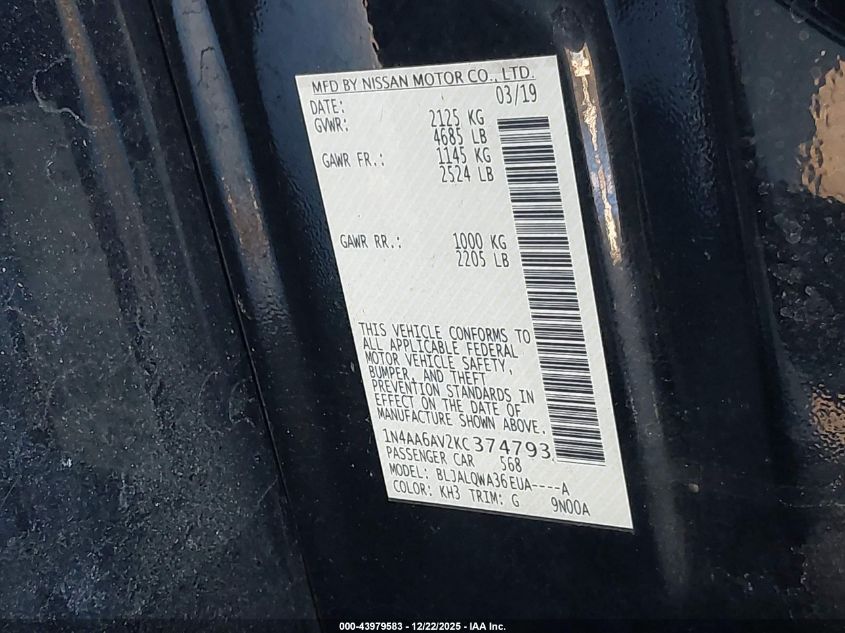 MFD BY NISSAN MOTOR CO., LTD.
DATE: 03/19
GVWR: 2125 KG
4685 LB
GAWR FR.: 1145 KG
2524 LB
GAWR RR.: 1000 KG
2205 LB
THIS VEHICLE CONFORMS TO
ALL APPLICABLE FEDERAL
MOTOR VEHICLE SAFETY,
BUMPER, AND THEFT
PREVENTION STANDARDS IN
EFFECT ON THE DATE OF
MANUFACTURE SHOWN ABOVE.
1N4AA6AV2KC374793
PASSENGER CAR 568
MODEL: BLJALQWA36EUA----A
COLOR: KH3 TRIM: G 9N00A
000-43979583 - 12/22/2025 - IAA Inc.